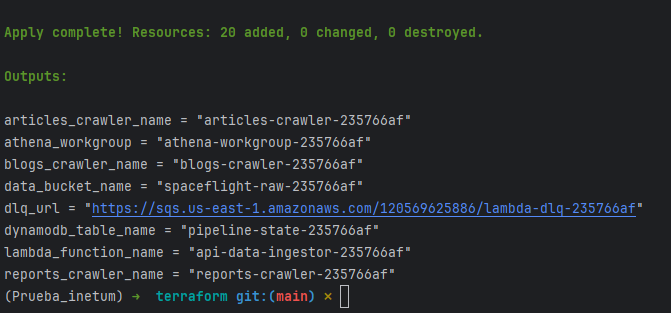 Apply complete! Resources: 20 added, 0 changed, 0 destroyed.
Outputs:
articles_crawler_name = "articles-crawler-235766af"
athena_workgroup = "athena-workgroup-235766af"
blogs_crawler_name = "blogs-crawler-235766af"
data_bucket_name = "spaceflight-raw-235766af"
dlq_url = "https://sqs.us-east-1.amazonaws.com/120569625886/lambda-dlq-235766af"
dynamodb_table_name = "pipeline-state-235766af"
lambda_function_name = "api-data-ingestor-235766af"
reports_crawler_name = "reports-crawler-235766af"
(Prueba_inetum) → terraform git:(main) ×